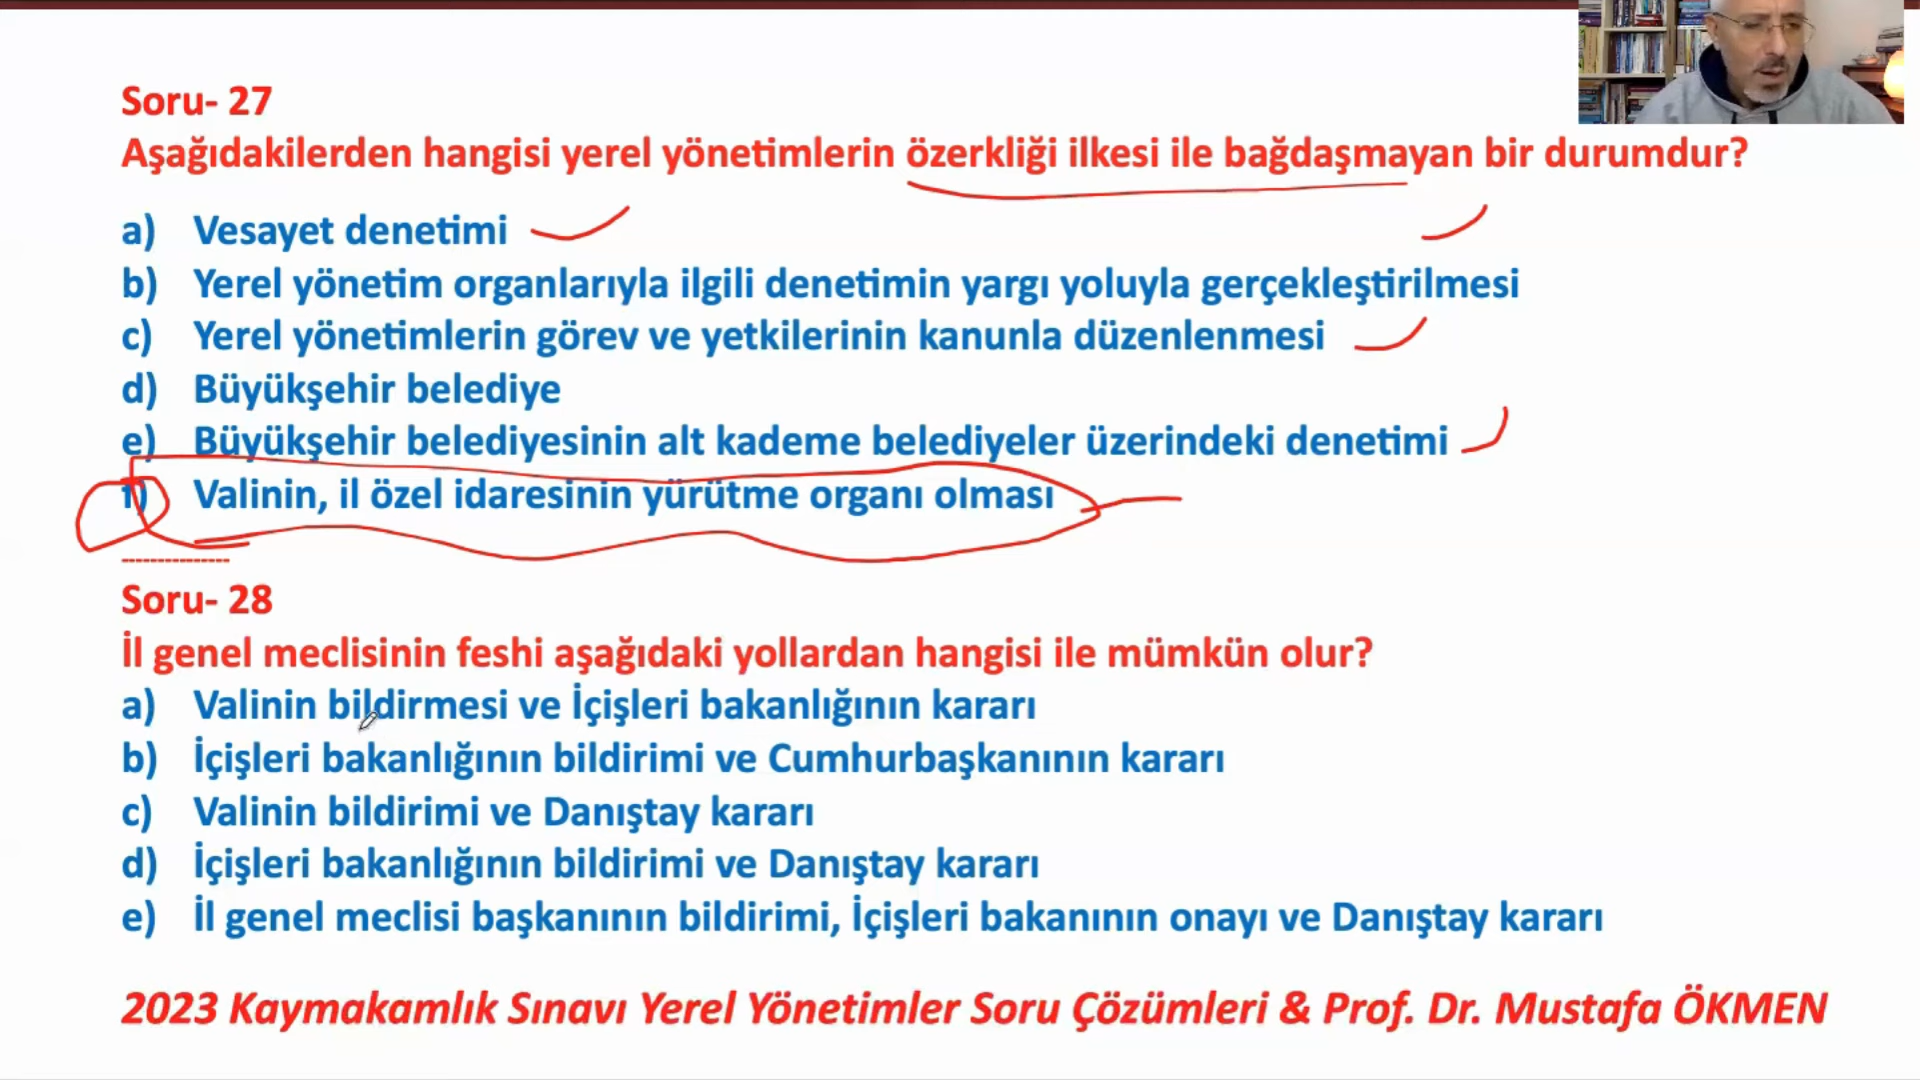 Soru- 27
Aşağıdakilerden hangisi yerel yönetimlerin özerkliği ilkesi ile bağdaşmayan bir durumdur?
a) Vesayet denetimi
b) Yerel yönetim organlarıyla ilgili denetimin yargı yoluyla gerçekleştirilmesi
c) Yerel yönetimlerin görev ve yetkilerinin kanunla düzenlenmesi
d) Büyükşehir belediye
e) Büyükşehir belediyesinin alt kademe belediyeler üzerindeki denetimi
f) Valinin, il özel idaresinin yürütme organı olması
---------------
Soru- 28
İl genel meclisinin feshi aşağıdaki yollardan hangisi ile mümkün olur?
a) Valinin bildirmesi ve İçişleri bakanlığının kararı
b) İçişleri bakanlığının bildirimi ve Cumhurbaşkanının kararı
c) Valinin bildirimi ve Danıştay kararı
d) İçişleri bakanlığının bildirimi ve Danıştay kararı
e) İl genel meclisi başkanının bildirimi, İçişleri bakanının onayı ve Danıştay kararı
2023 Kaymakamlık Sınavı Yerel Yönetimler Soru Çözümleri & Prof. Dr. Mustafa ÖKMEN